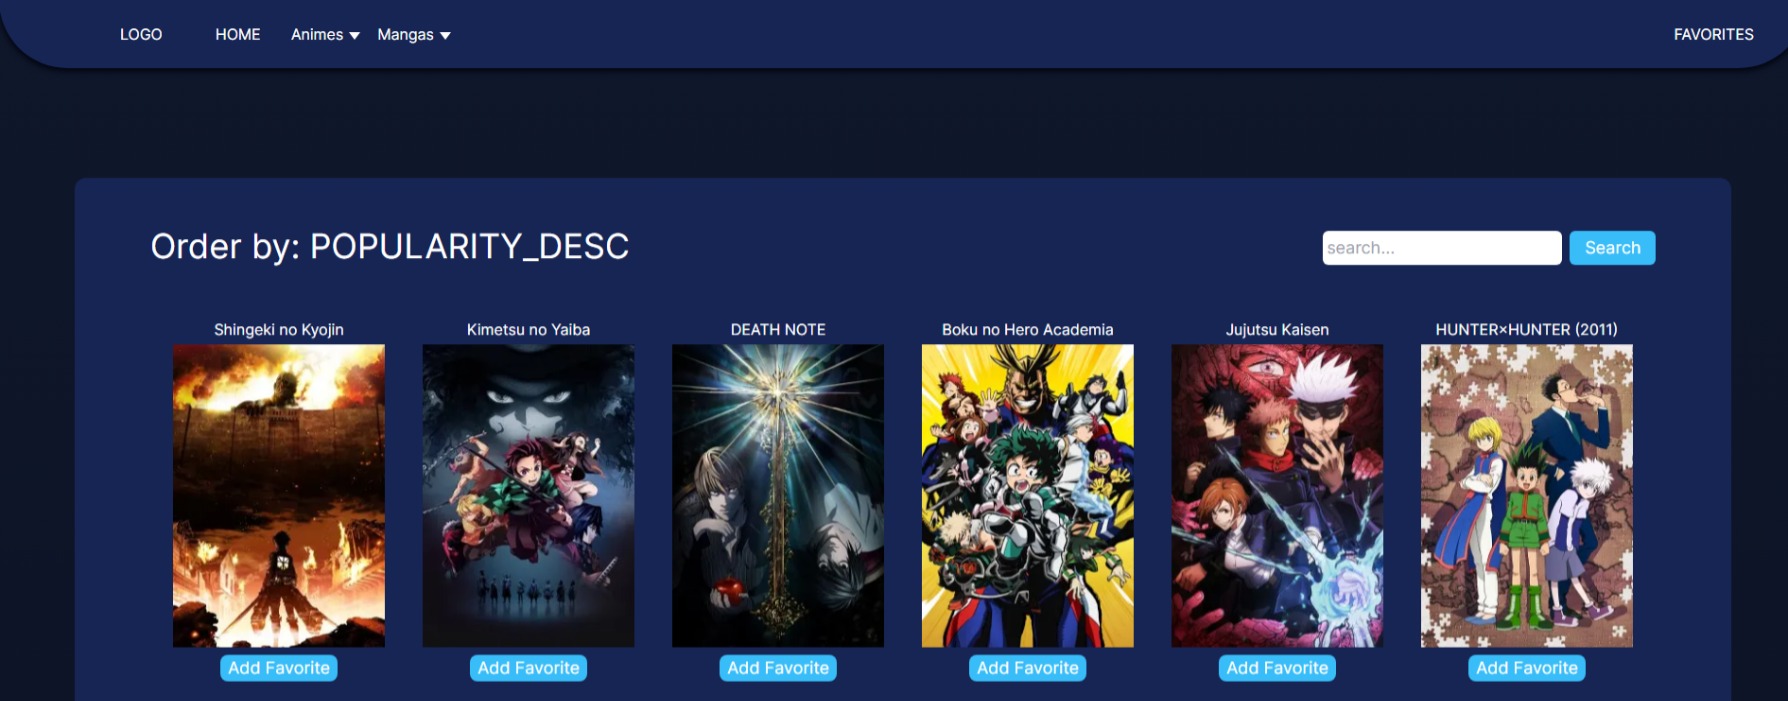 LOGO HOME Animes Mangas FAVORITES
Order by: POPULARITY_DESC
search... Search
Shingeki no Kyojin Kimetsu no Yaiba DEATH NOTE Boku no Hero Academia Jujutsu Kaisen HUNTER×HUNTER (2011)
Add Favorite Add Favorite Add Favorite Add Favorite Add Favorite Add Favorite